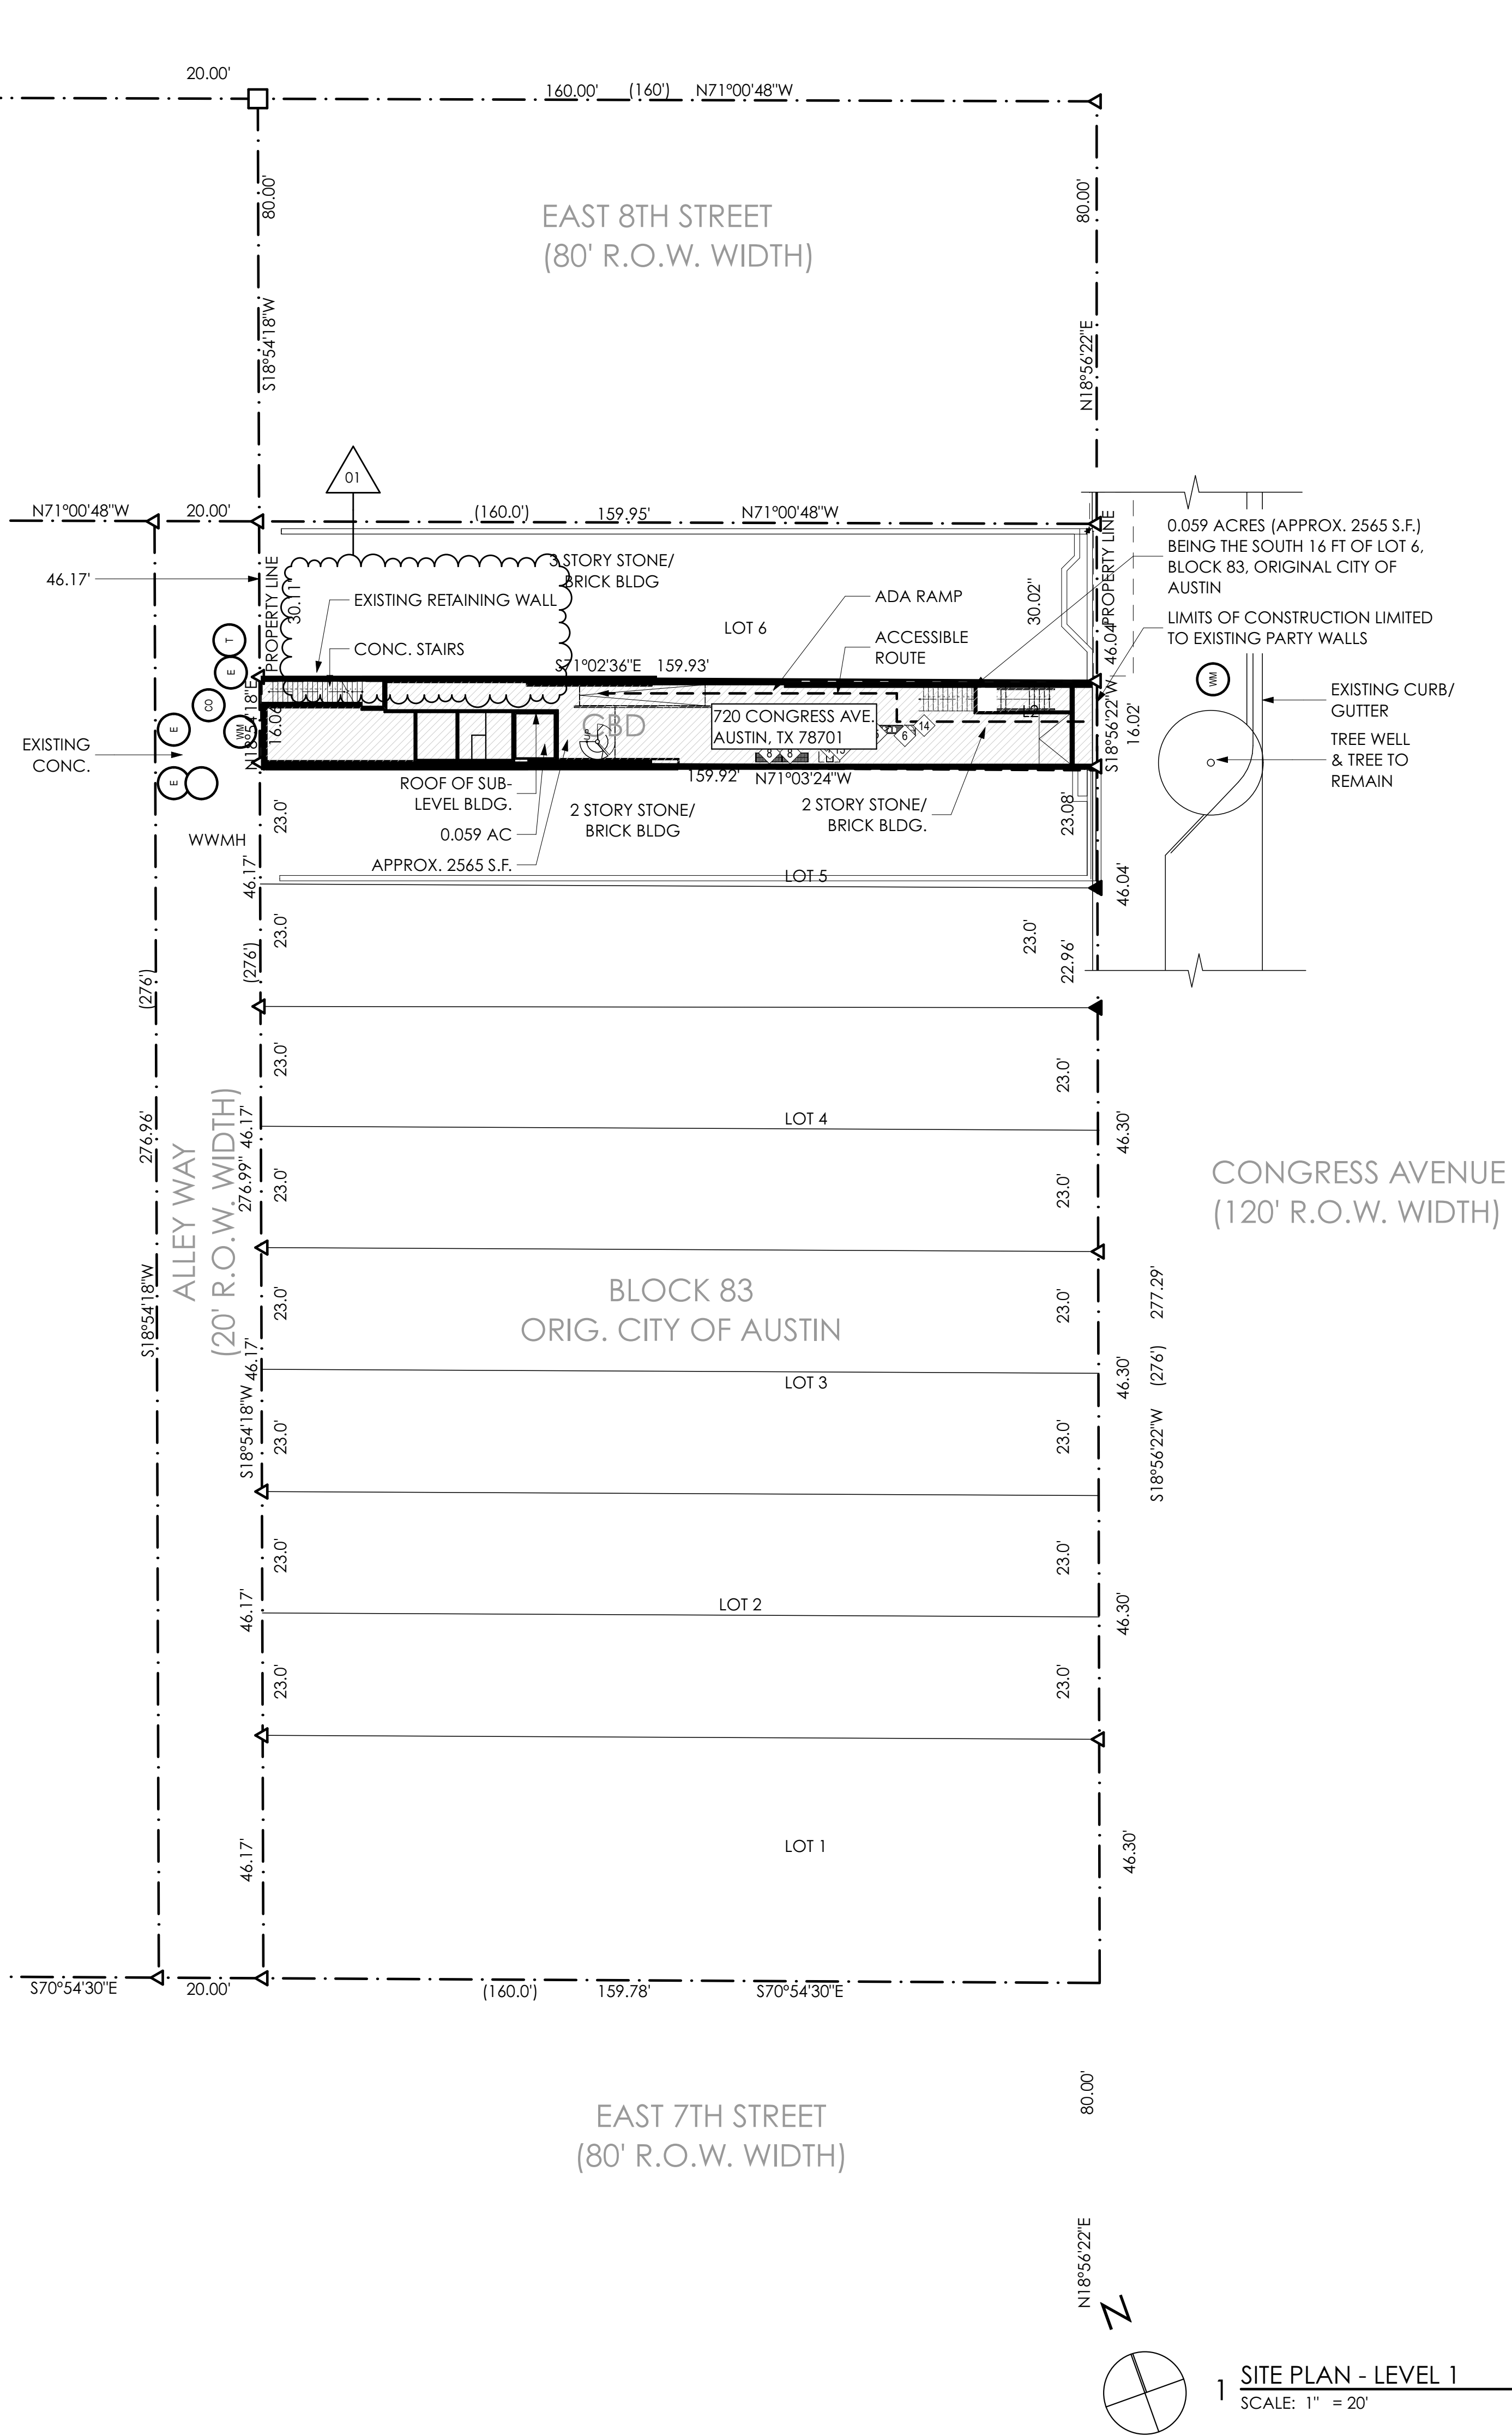 20.00'
160.00' (160') N71°00'48"W
80.00'
80.00'
EAST 8TH STREET
(80' R.O.W. WIDTH)
S18°54'18"W
N18°56'22"E
01
N71°00'48"W
20.00'
(160.0') 159.95' N71°00'48"W
PROPERTY LINE
0.059 ACRES (APPROX. 2565 S.F.)
BEING THE SOUTH 16 FT OF LOT 6,
BLOCK 83, ORIGINAL CITY OF
AUSTIN
46.17'
PROPERTY LINE
30.11"
3 STORY STONE/
BRICK BLDG
EXISTING RETAINING WALL
ADA RAMP
30.02"
LIMITS OF CONSTRUCTION LIMITED
TO EXISTING PARTY WALLS
LOT 6
ACCESSIBLE
ROUTE
46.04'
T
E
CONC. STAIRS
S71°02'36"E 159.93'
WM
EXISTING CURB/
GUTTER
CO
E
WM
N18°54'18"E
16.06'
CBD
5
720 CONGRESS AVE.
AUSTIN, TX 78701
L2
14
6
8
8
S18°56'22"W
16.02'
TREE WELL
& TREE TO
REMAIN
EXISTING
CONC.
E
ROOF OF SUB-
LEVEL BLDG.
159.92' N71°03'24"W
0.059 AC
APPROX. 2565 S.F.
2 STORY STONE/
BRICK BLDG
2 STORY STONE/
BRICK BLDG.
23.0'
23.08'
WWMH
46.17'
LOT 5
46.04'
23.0'
23.0'
22.96'
(276')
(276')
23.0'
23.0'
276.96'
ALLEY WAY
(20' R.O.W. WIDTH)
276.99"
46.17'
LOT 4
46.30'
23.0'
23.0'
CONGRESS AVENUE
(120' R.O.W. WIDTH)
S18°54'18"W
BLOCK 83
ORIG. CITY OF AUSTIN
23.0'
23.0'
277.29'
46.17'
LOT 3
46.30'
(276')
S18°54'18"W
23.0'
23.0'
S18°56'22"W
23.0'
23.0'
46.17'
LOT 2
46.30'
23.0'
23.0'
46.17'
LOT 1
46.30'
S70°54'30"E
20.00'
(160.0') 159.78' S70°54'30"E
80.00'
EAST 7TH STREET
(80' R.O.W. WIDTH)
N18°56'22"E
N
1 SITE PLAN - LEVEL 1
SCALE: 1" = 20'